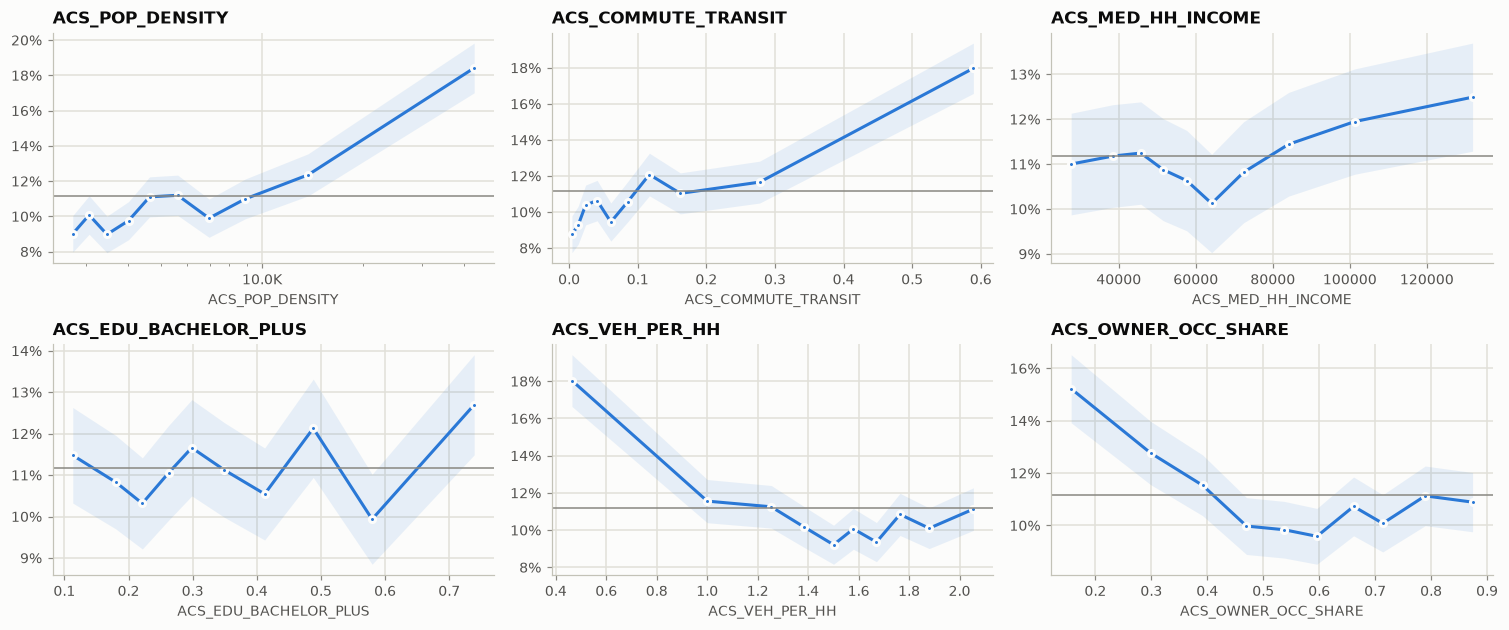 ACS_POP_DENSITY
20%
18%
16%
14%
12%
10%
8%
10.0K
ACS_POP_DENSITY
ACS_COMMUTE_TRANSIT
18%
16%
14%
12%
10%
8%
0.0 0.1 0.2 0.3 0.4 0.5 0.6
ACS_COMMUTE_TRANSIT
ACS_MED_HH_INCOME
13%
12%
11%
10%
9%
40000 60000 80000 100000 120000
ACS_MED_HH_INCOME
ACS_EDU_BACHELOR_PLUS
14%
13%
12%
11%
10%
9%
0.1 0.2 0.3 0.4 0.5 0.6 0.7
ACS_EDU_BACHELOR_PLUS
ACS_VEH_PER_HH
18%
16%
14%
12%
10%
8%
0.4 0.6 0.8 1.0 1.2 1.4 1.6 1.8 2.0
ACS_VEH_PER_HH
ACS_OWNER_OCC_SHARE
16%
14%
12%
10%
0.2 0.3 0.4 0.5 0.6 0.7 0.8 0.9
ACS_OWNER_OCC_SHARE